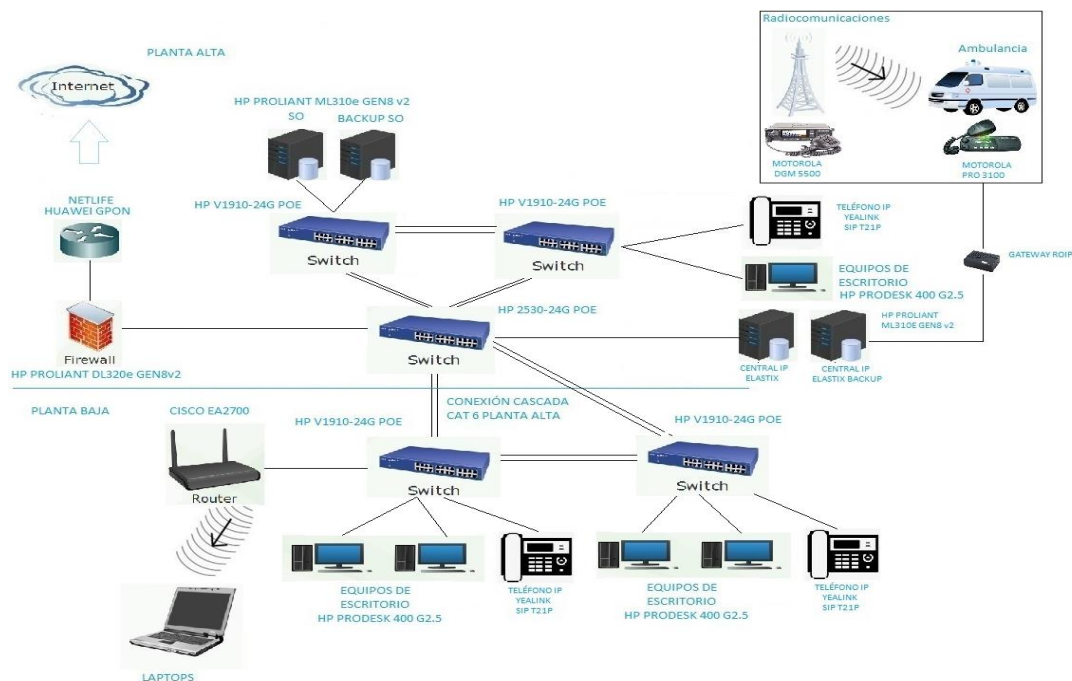 Radiocomunicaciones
Ambulancia
MOTOROLA
DGM 5500
MOTOROLA
PRO 3100
PLANTA ALTA
Internet
HP PROLIANT ML310e GEN8 v2
SO
BACKUP SO
NETLIFE
HUAWEI GPON
HP V1910-24G POE
Switch
HP V1910-24G POE
Switch
TELÉFONO IP
YEALINK
SIP T21P
GATEWAY ROIP
EQUIPOS DE
ESCRITORIO
HP PRODESK 400 G2.5
HP 2530-24G POE
Switch
Firewall
HP PROLIANT DL320e GEN8v2
HP PROLIANT
ML310E GEN8 v2
CENTRAL IP
ELASTIX
CENTRAL IP
ELASTIX BACKUP
PLANTA BAJA
CISCO EA2700
Router
CONEXIÓN CASCADA
CAT 6 PLANTA ALTA
HP V1910-24G POE
Switch
HP V1910-24G POE
Switch
EQUIPOS DE
ESCRITORIO
HP PRODESK 400 G2.5
TELÉFONO IP
YEALINK
SIP T21P
EQUIPOS DE
ESCRITORIO
HP PRODESK 400 G2.5
TELÉFONO IP
YEALINK
SIP T21P
LAPTOPS